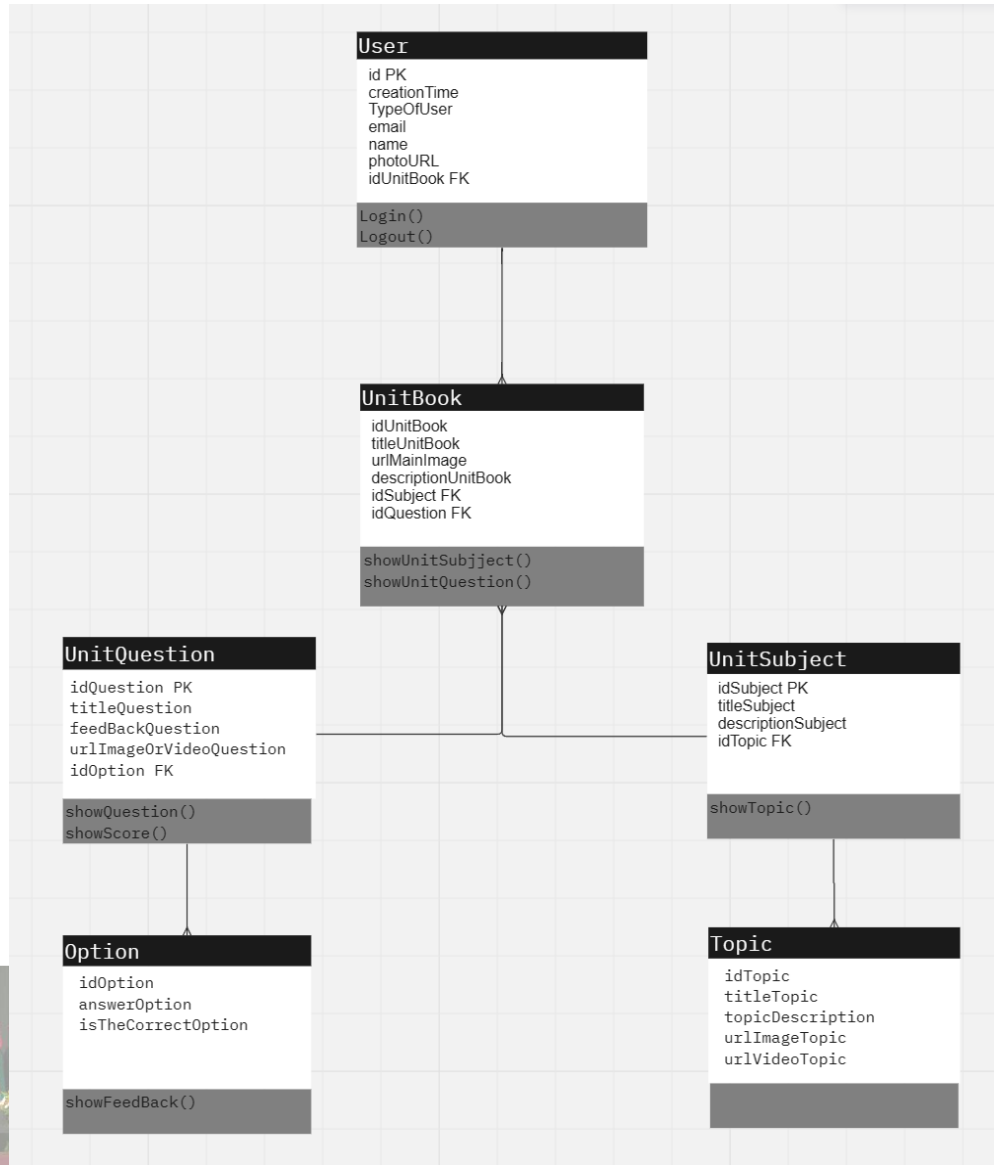 User
id PK
creationTime
TypeOfUser
email
name
photoURL
idUnitBook FK
Login()
Logout()
UnitBook
idUnitBook
titleUnitBook
urlMainImage
descriptionUnitBook
idSubject FK
idQuestion FK
showUnitSubjject()
showUnitQuestion()
UnitQuestion
idQuestion PK
titleQuestion
feedBackQuestion
urlImageOrVideoQuestion
idOption FK
showQuestion()
showScore()
UnitSubject
idSubject PK
titleSubject
descriptionSubject
idTopic FK
showTopic()
Option
idOption
answerOption
isTheCorrectOption
showFeedBack()
Topic
idTopic
titleTopic
topicDescription
urlImageTopic
urlVideoTopic